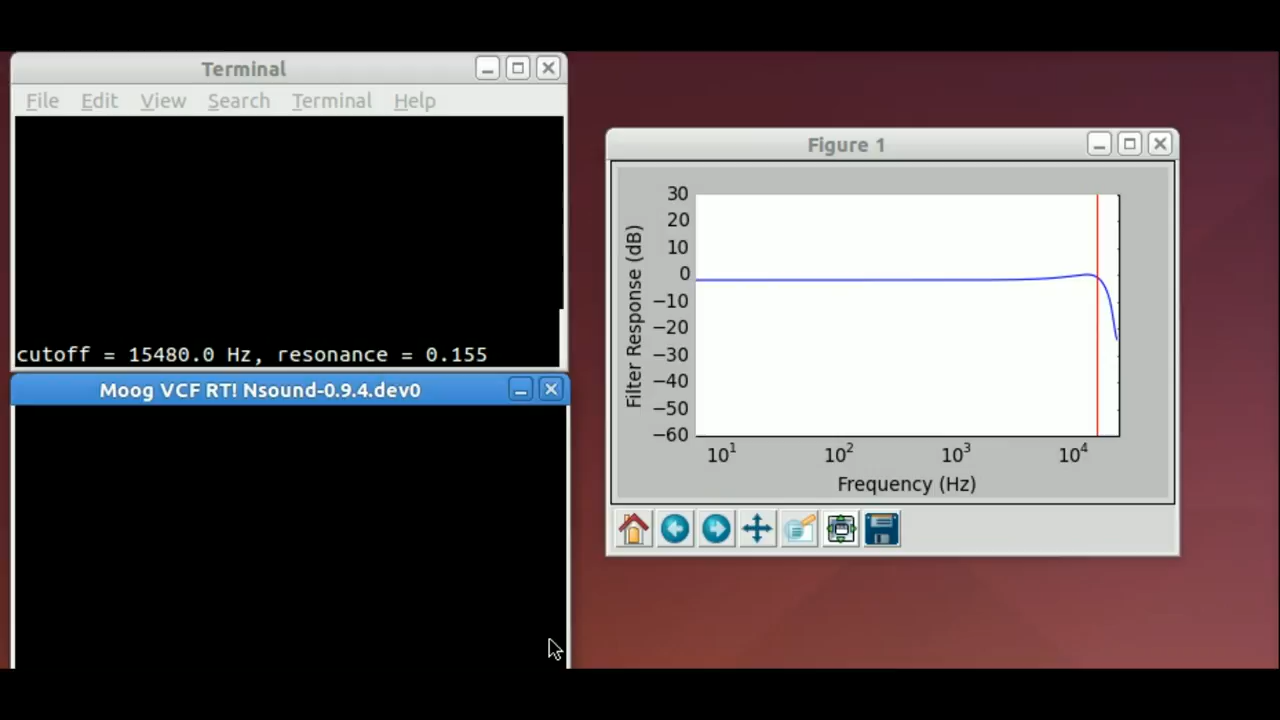 Terminal
File Edit View Search Terminal Help
cutoff = 15480.0 Hz, resonance = 0.155
Moog VCF RT! Nsound-0.9.4.dev0
Figure 1
30
20
10
0
−10
−20
−30
−40
−50
−60
Filter Response (dB)
10¹ 10² 10³ 10⁴
Frequency (Hz)